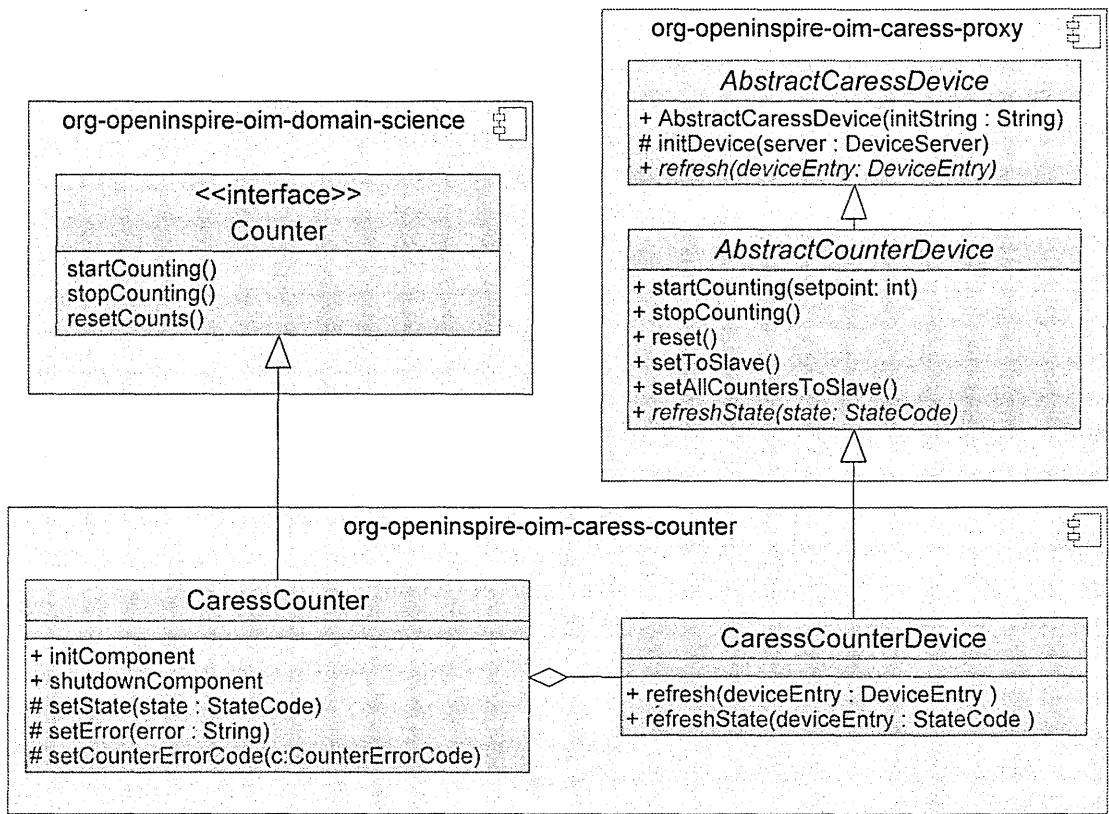 org-openinspire-oim-caress-proxy
AbstractCaressDevice
+ AbstractCaressDevice(initString : String)
# initDevice(server : DeviceServer)
+ refresh(deviceEntry: DeviceEntry)
org-openinspire-oim-domain-science
<<interface>>
Counter
startCounting()
stopCounting()
resetCounts()
AbstractCounterDevice
+ startCounting(setpoint: int)
+ stopCounting()
+ reset()
+ setToSlave()
+ setAllCountersToSlave()
+ refreshState(state: StateCode)
org-openinspire-oim-caress-counter
CaressCounter
+ initComponent
+ shutdownComponent
# setState(state : StateCode)
# setError(error : String)
# setCounterErrorCode(c:CounterErrorCode)
CaressCounterDevice
+ refresh(deviceEntry : DeviceEntry )
+ refreshState(deviceEntry : StateCode )